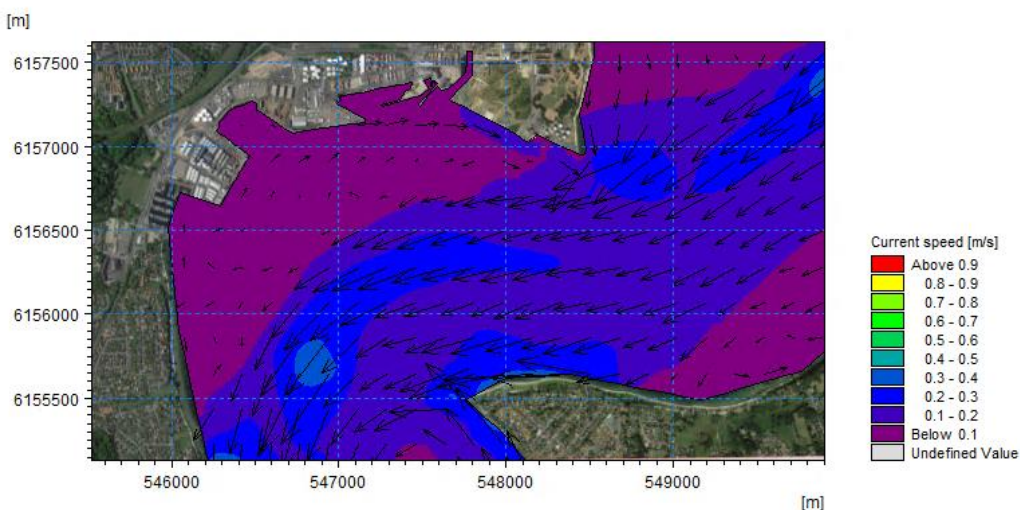 [m]
6157500
6157000
6156500
6156000
6155500
546000 547000 548000 549000
[m]
Current speed [m/s]
Above 0.9
0.8 - 0.9
0.7 - 0.8
0.6 - 0.7
0.5 - 0.6
0.4 - 0.5
0.3 - 0.4
0.2 - 0.3
0.1 - 0.2
Below 0.1
Undefined Value